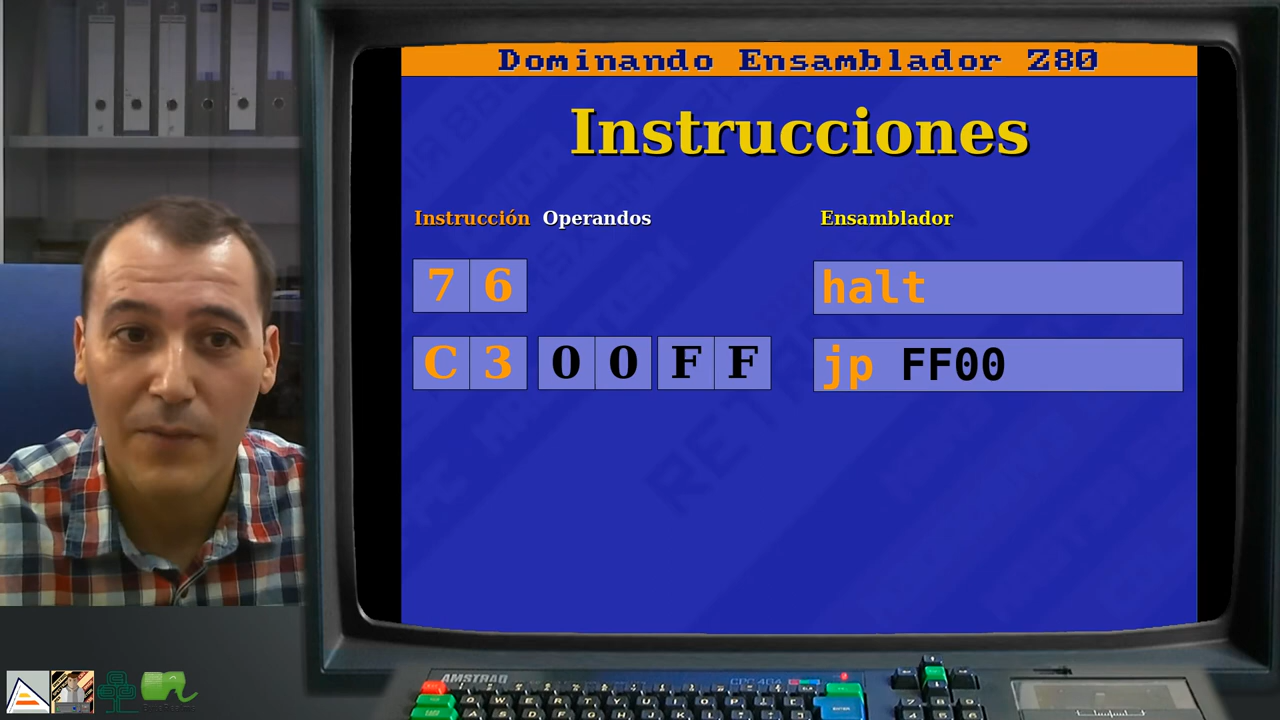 Dominando Ensamblador Z80
Instrucciones
Instrucción Operandos Ensamblador
7 6 halt
C 3 0 0 F F jp FF00
AMSTRAD